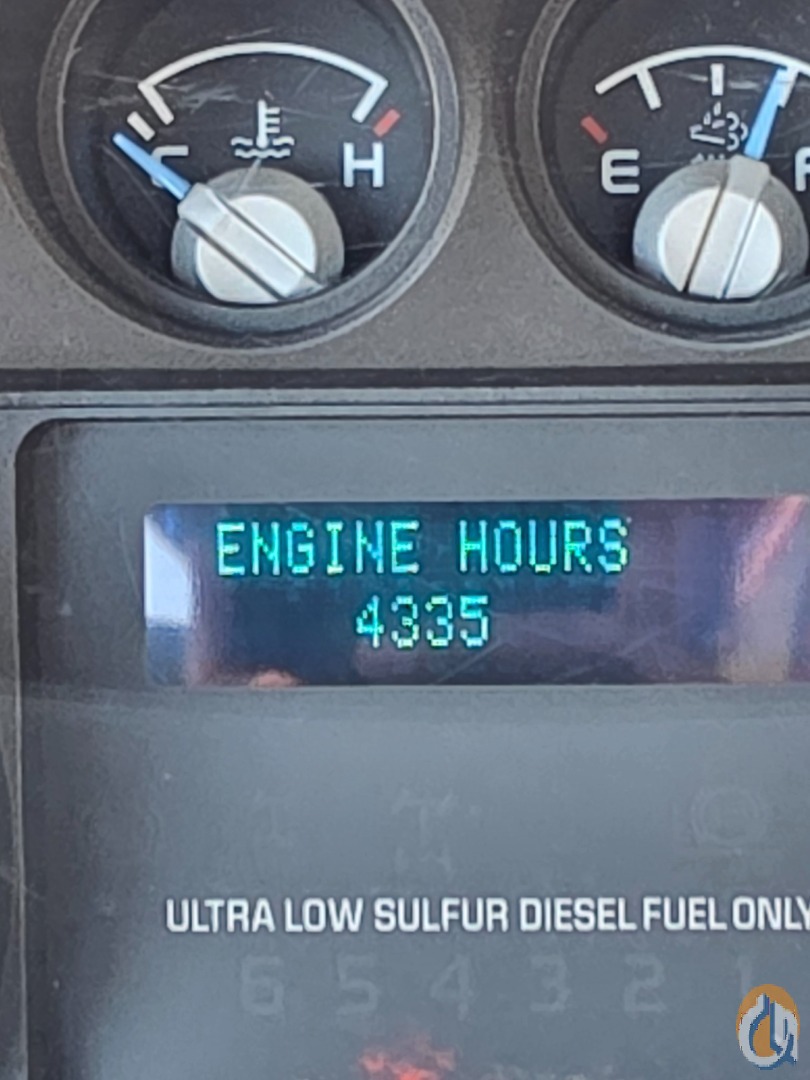 C H
E F
ENGINE HOURS
4335
ULTRA LOW SULFUR DIESEL FUEL ONLY
6 5 4 3 2 1